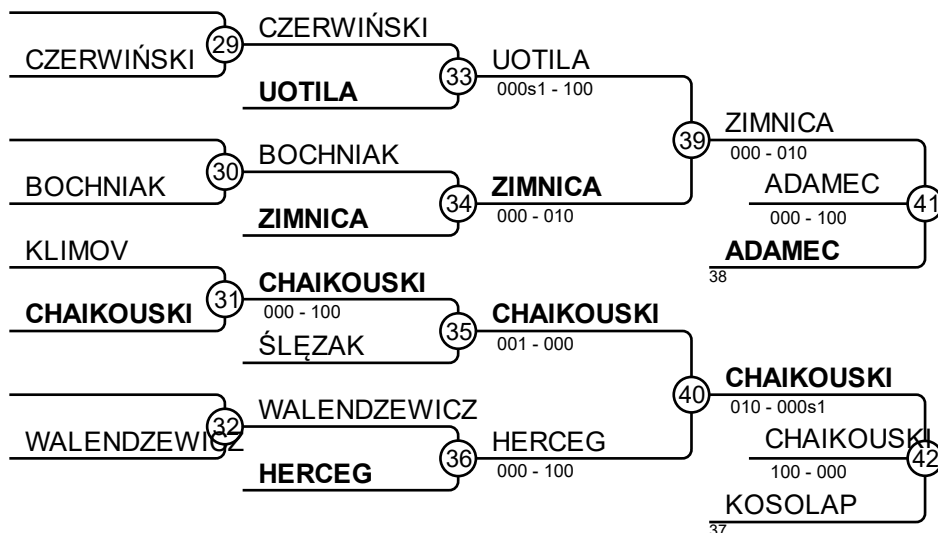 CZERWIŃSKI
29
CZERWIŃSKI
UOTILA
33
UOTILA
000s1 - 100
BOCHNIAK
30
BOCHNIAK
ZIMNICA
34
ZIMNICA
000 - 010
39
ZIMNICA
000 - 010
ADAMEC
000 - 100
41
ADAMEC
38
KLIMOV
CHAIKOUSKI
31
CHAIKOUSKI
000 - 100
ŚLĘZAK
35
CHAIKOUSKI
001 - 000
WALENDZEWICZ
32
WALENDZEWICZ
HERCEG
36
HERCEG
000 - 100
40
CHAIKOUSKI
010 - 000s1
CHAIKOUSKI
100 - 000
42
KOSOLAP
37